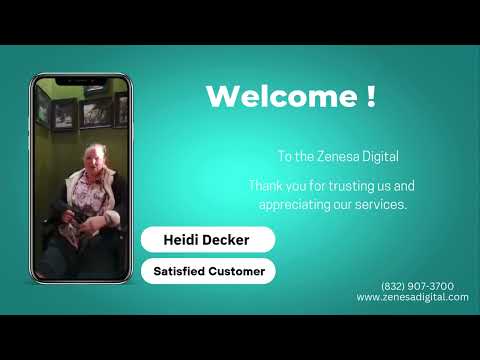 Welcome !
To the Zenesa Digital
Thank you for trusting us and
appreciating our services.
Heidi Decker
Satisfied Customer
(832) 907-3700
www.zenesadigital.com